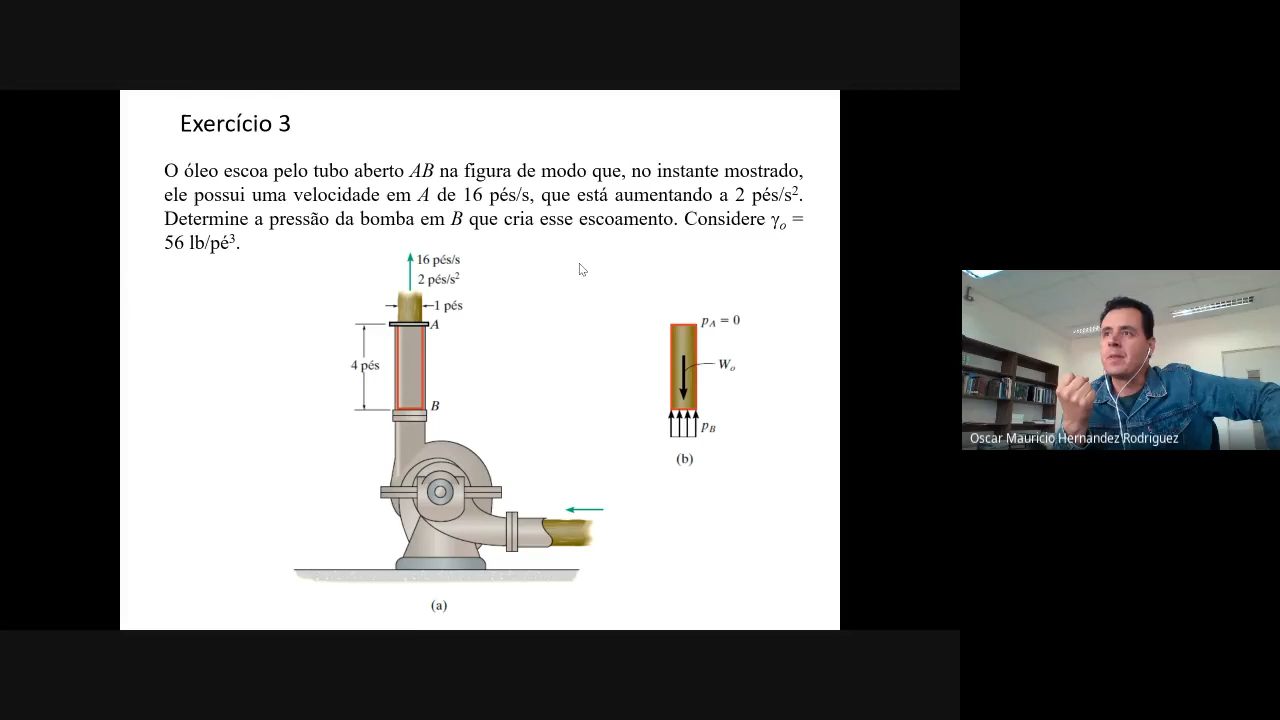 Exercício 3
O óleo escoa pelo tubo aberto AB na figura de modo que, no instante mostrado,
ele possui uma velocidade em A de 16 pés/s, que está aumentando a 2 pés/s².
Determine a pressão da bomba em B que cria esse escoamento. Considere γₒ =
56 lb/pé³.
16 pés/s
2 pés/s²
1 pés
A
4 pés
B
(a)
pA = 0
Wₒ
pB
(b)
Oscar Mauricio Hernandez Rodriguez